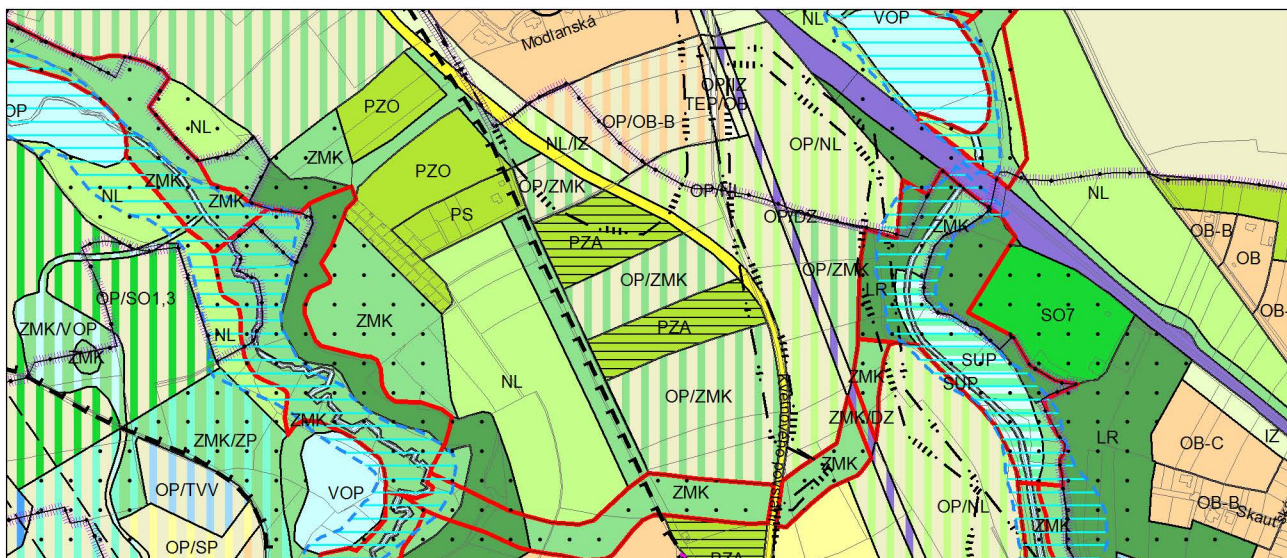 Modlanská
NL
VOP
VOP
NL
PZO
ZMK
PZO
PS
ZMK
ZMK
NL
OP/IZ
TEP/OB
OP/OB-B
NL/IZ
OP/NL
OP/ZMK
OP/NL
OP/DZ
PZA
OP/ZMK
OP/ZMK
LR
ZMK
NL
OB-B
OB
OB-
SO7
OP/SO1,3
ZMK/VOP
ZMK
NL
ZMK
NL
PZA
OP/ZMK
SUP
SUP
ZMK
ZMK/DZ
ZMK
ZMK
ZMK/ZP
OP/TVV
OP/SP
VOP
ZMK
PZA
OP/NL
ZMK
LR
OB-C
IZ
OB-B